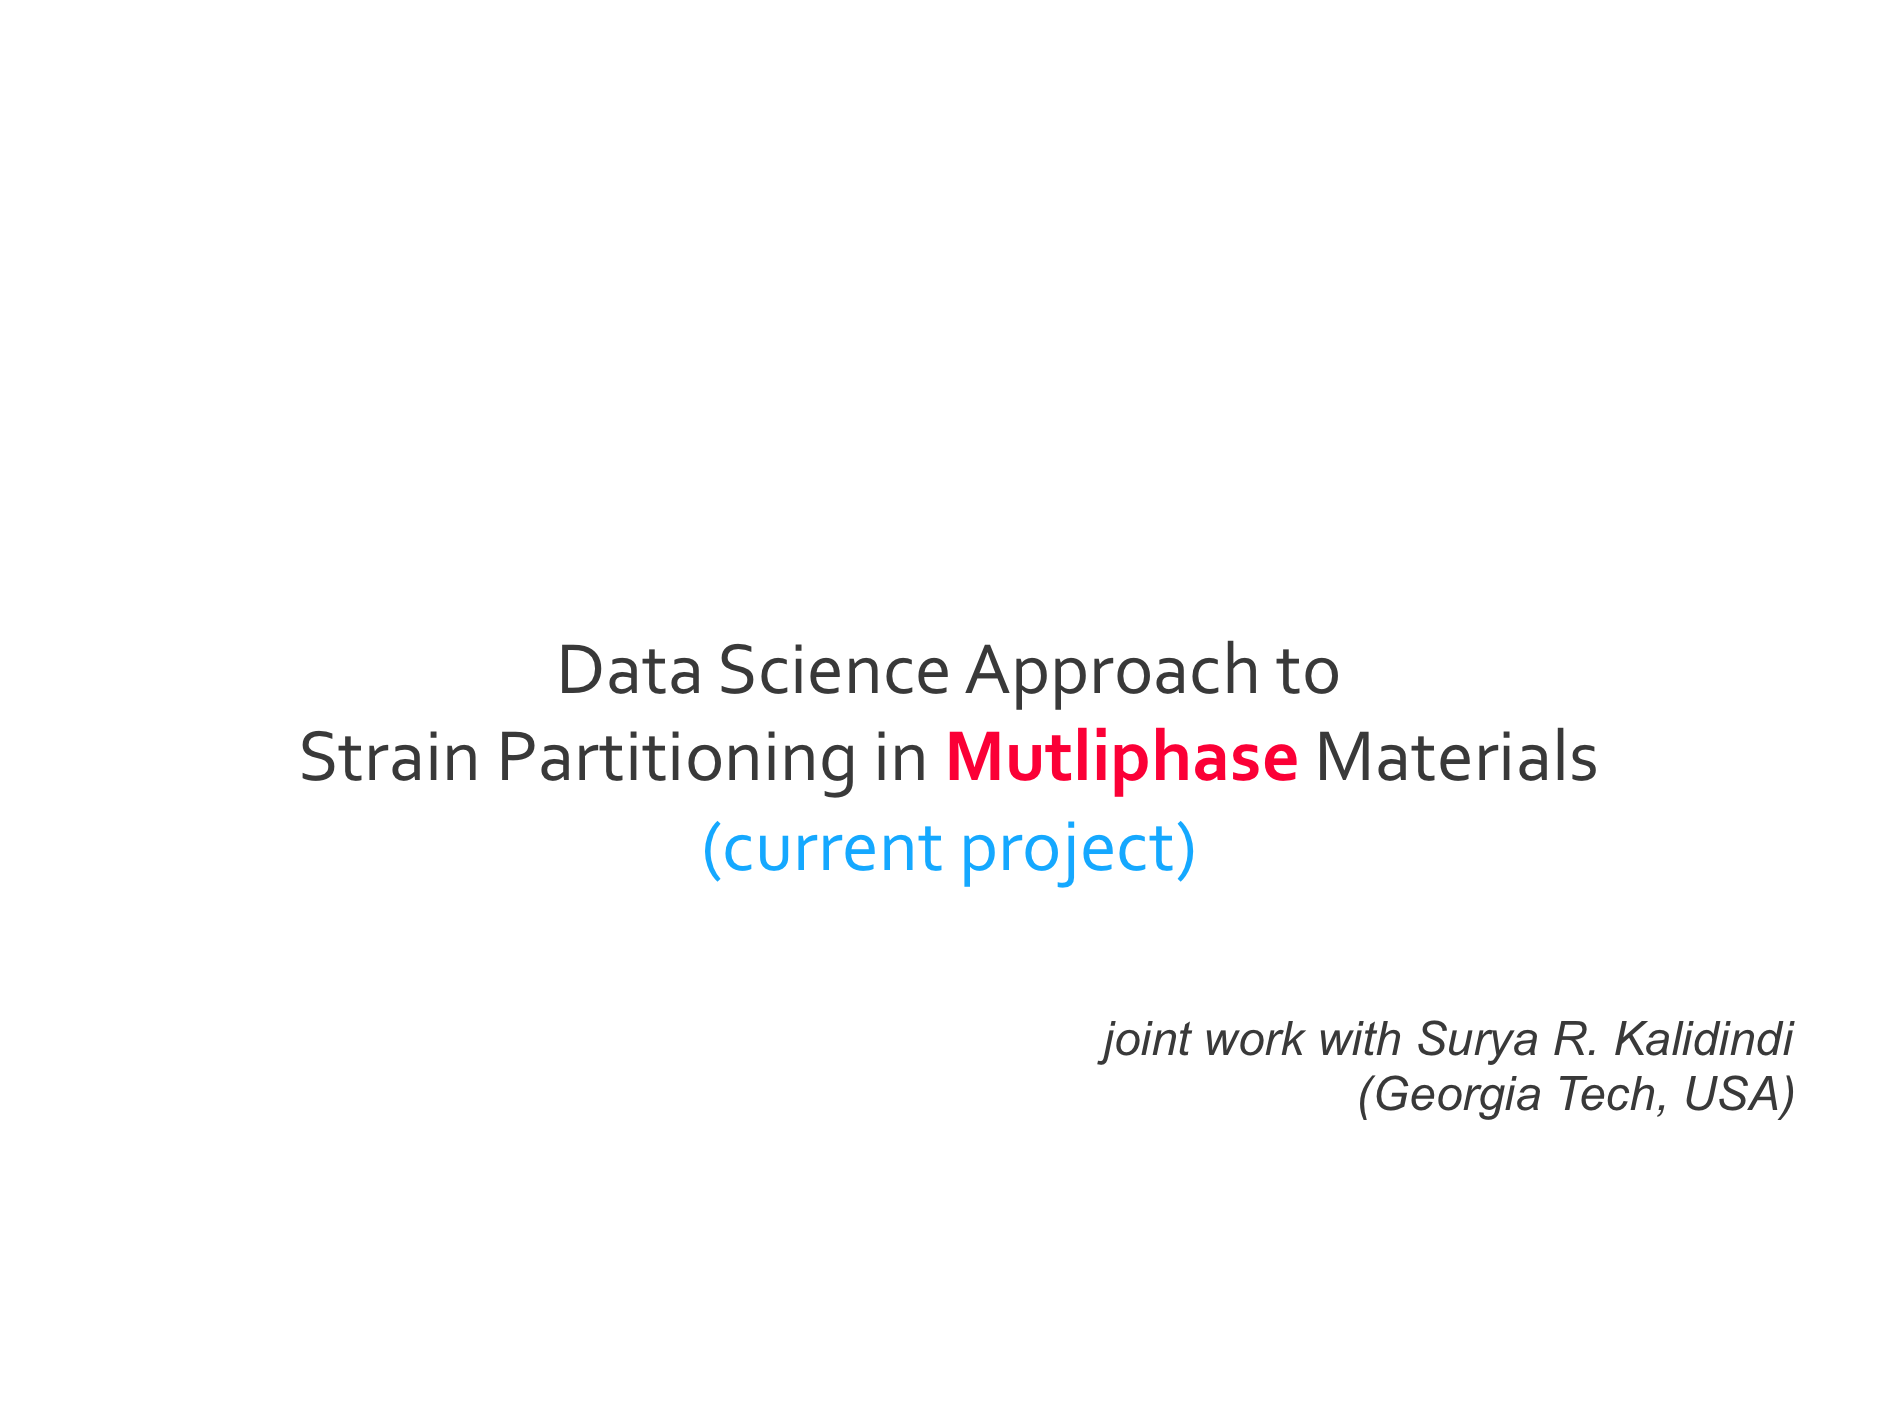 Data Science Approach to
Strain Partitioning in Mutliphase Materials
(current project)
joint work with Surya R. Kalidindi
(Georgia Tech, USA)